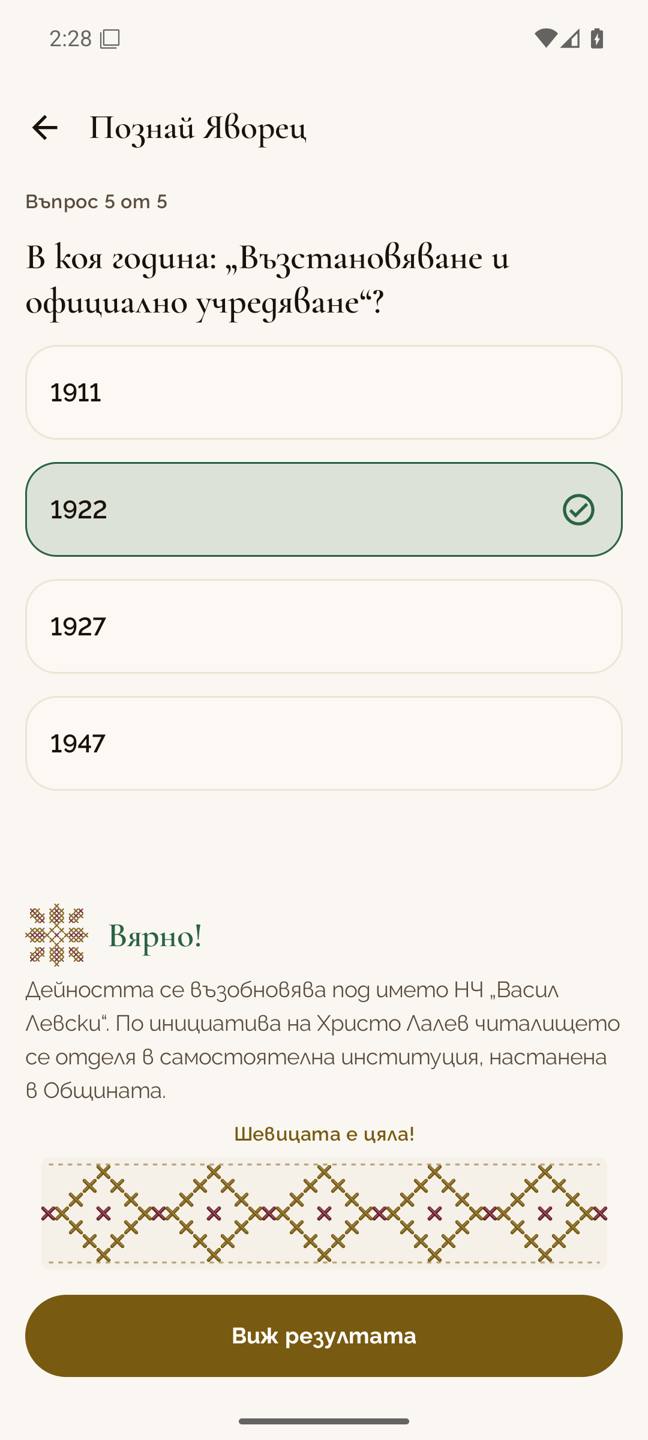 2:28
Познай Яворец
Въпрос 5 от 5
В коя година: „Възстановяване и
официално учредяване“?
1911
1922
1927
1947
Вярно!
Дейността се възобновява под името НЧ „Васил
Левски“. По инициатива на Христо Лалев читалището
се отделя в самостоятелна институция, настанена
в Общината.
Шевицата е цяла!
Виж резултата